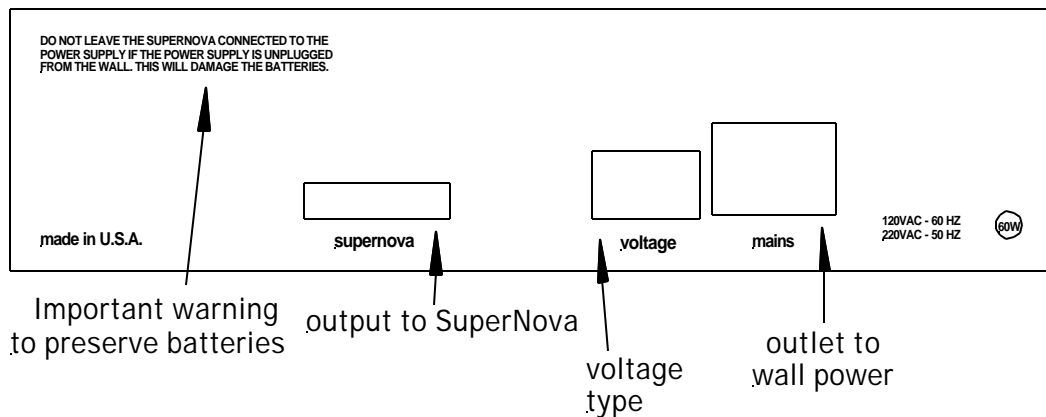 DO NOT LEAVE THE SUPERNOVA CONNECTED TO THE
POWER SUPPLY IF THE POWER SUPPLY IS UNPLUGGED
FROM THE WALL. THIS WILL DAMAGE THE BATTERIES.
120VAC - 60 HZ
220VAC - 50 HZ
60W
made in U.S.A.
supernova
voltage
mains
Important warning
to preserve batteries
output to SuperNova
voltage
type
outlet to
wall power